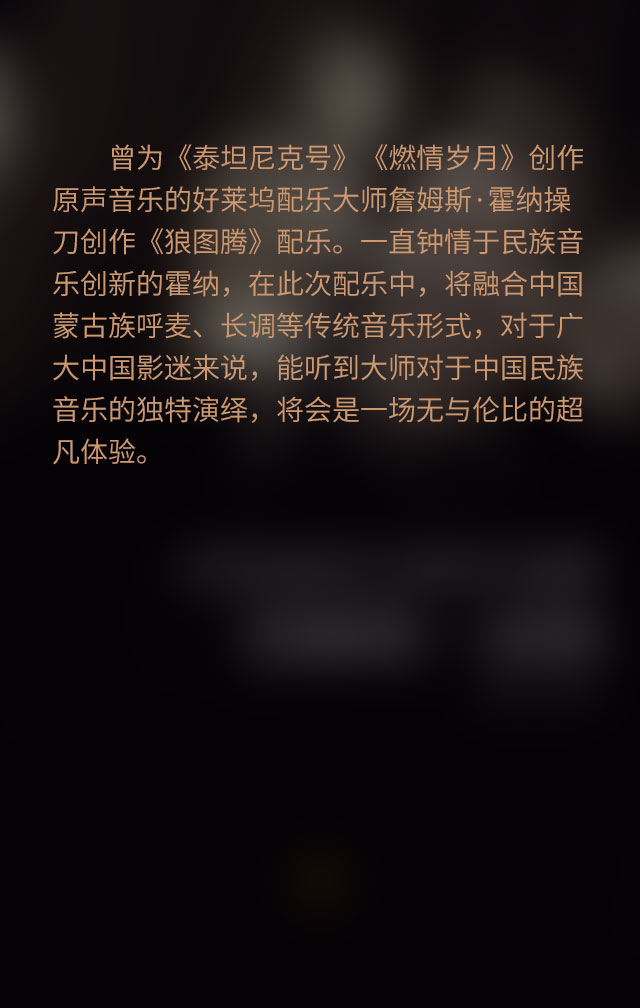 曾为《泰坦尼克号》《燃情岁月》创作
原声音乐的好莱坞配乐大师詹姆斯·霍纳操
刀创作《狼图腾》配乐。一直钟情于民族音
乐创新的霍纳，在此次配乐中，将融合中国
蒙古族呼麦、长调等传统音乐形式，对于广
大中国影迷来说，能听到大师对于中国民族
音乐的独特演绎，将会是一场无与伦比的超
凡体验。